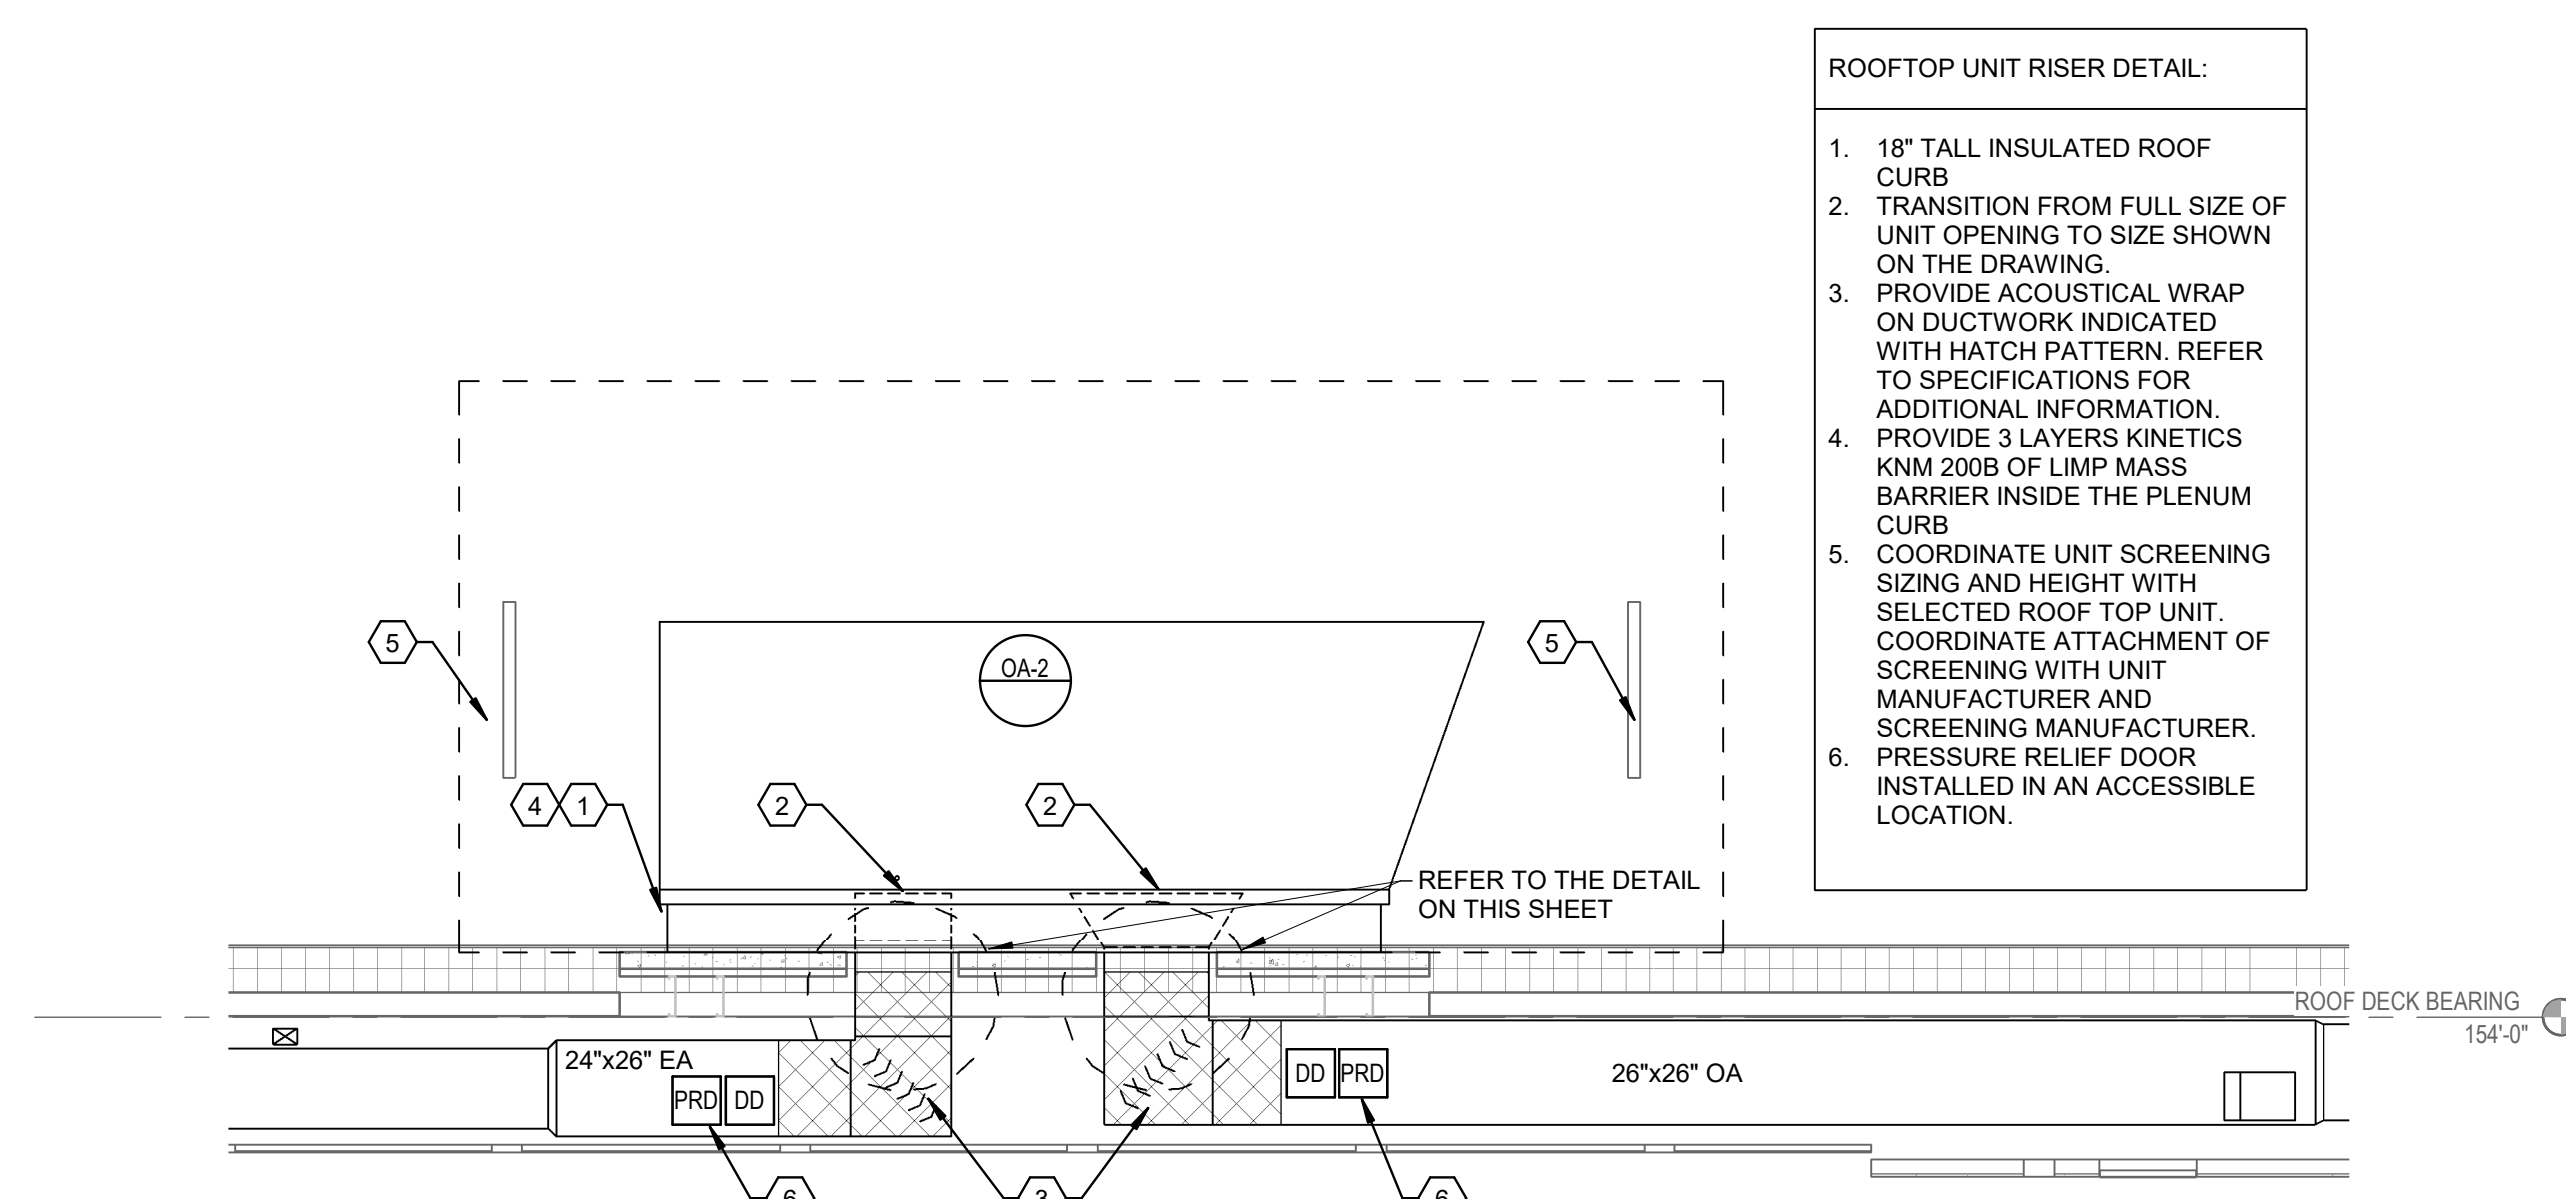 ROOFTOP UNIT RISER DETAIL:
1. 18" TALL INSULATED ROOF
CURB
2. TRANSITION FROM FULL SIZE OF
UNIT OPENING TO SIZE SHOWN
ON THE DRAWING.
3. PROVIDE ACOUSTICAL WRAP
ON DUCTWORK INDICATED
WITH HATCH PATTERN. REFER
TO SPECIFICATIONS FOR
ADDITIONAL INFORMATION.
4. PROVIDE 3 LAYERS KINETICS
KNM 200B OF LIMP MASS
BARRIER INSIDE THE PLENUM
CURB
5. COORDINATE UNIT SCREENING
SIZING AND HEIGHT WITH
SELECTED ROOF TOP UNIT.
COORDINATE ATTACHMENT OF
SCREENING WITH UNIT
MANUFACTURER AND
SCREENING MANUFACTURER.
6. PRESSURE RELIEF DOOR
INSTALLED IN AN ACCESSIBLE
LOCATION.
5
5
OA-2
4 1
2
2
REFER TO THE DETAIL
ON THIS SHEET
ROOF DECK BEARING
154'-0"
24"x26" EA
PRD DD
DD PRD
26"x26" OA
6
3
6